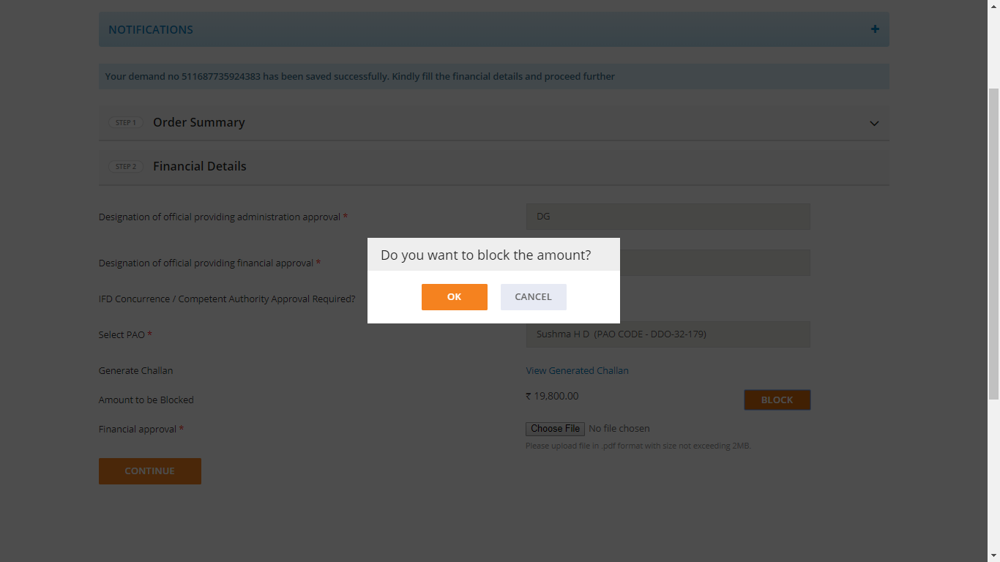 NOTIFICATIONS
Your demand no 511687735924383 has been saved successfully. Kindly fill the financial details and proceed further
STEP 1 Order Summary
STEP 2 Financial Details
Designation of official providing administration approval * DG
Do you want to block the amount?
Designation of official providing financial approval *
OK CANCEL
IFD Concurrence / Competent Authority Approval Required?
Select PAO * Sushma H D (PAO CODE - DDO-32-179)
Generate Challan View Generated Challan
Amount to be Blocked ₹ 19,800.00 BLOCK
Financial approval * Choose File No file chosen
Please upload file in .pdf format with size not exceeding 2MB.
CONTINUE